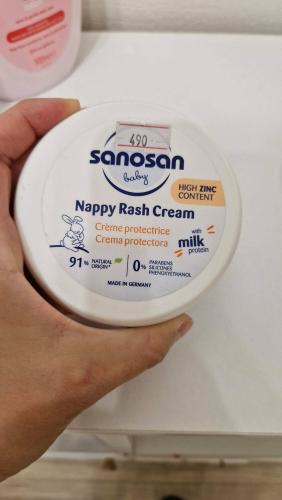 490
sanosan
baby
HIGH ZINC
CONTENT
Nappy Rash Cream
Crème protectrice
Crema protectora
with
milk
protein
91% NATURAL
ORIGIN*
0% PARABENS
SILICONES
PHENOXYETHANOL
MADE IN GERMANY